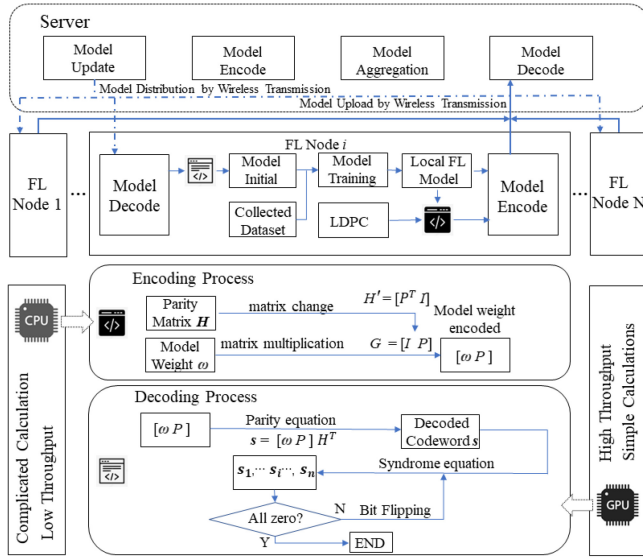 Server
Model
Update
Model
Encode
Model
Aggregation
Model
Decode
Model Distribution by Wireless Transmission
Model Upload by Wireless Transmission
FL
Node 1
...
FL Node i
Model
Decode
</>
Model
Initial
Model
Training
Local FL
Model
Collected
Dataset
LDPC
</>
Model
Encode
...
FL
Node N
Complicated Calculation
Low Throughput
CPU
Encoding Process
</>
Parity
Matrix H
matrix change
H' = [Pᵀ I]
Model weight
encoded
Model
Weight ω
matrix multiplication
G = [I P]
[ω P]
Decoding Process
</>
[ω P]
Parity equation
s = [ω P] Hᵀ
Decoded
Codeword s
s₁,⋯ sᵢ⋯, sₙ
Syndrome equation
All zero?
N
Bit Flipping
Y
END
High Throughput
Simple Calculations
GPU